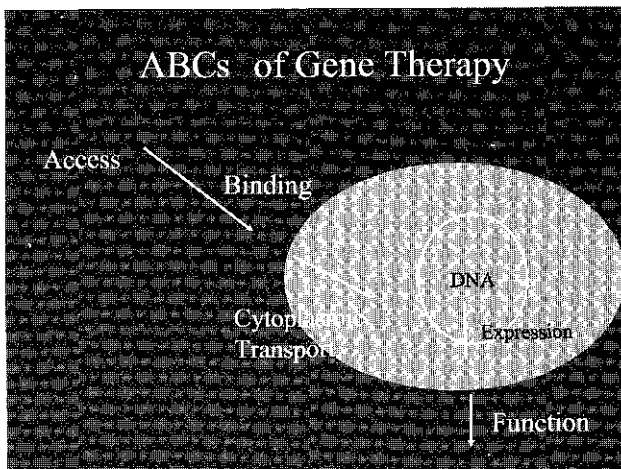 ABCs of Gene Therapy
Access
Binding
DNA
Cytoplasmic
Transport
Expression
Function